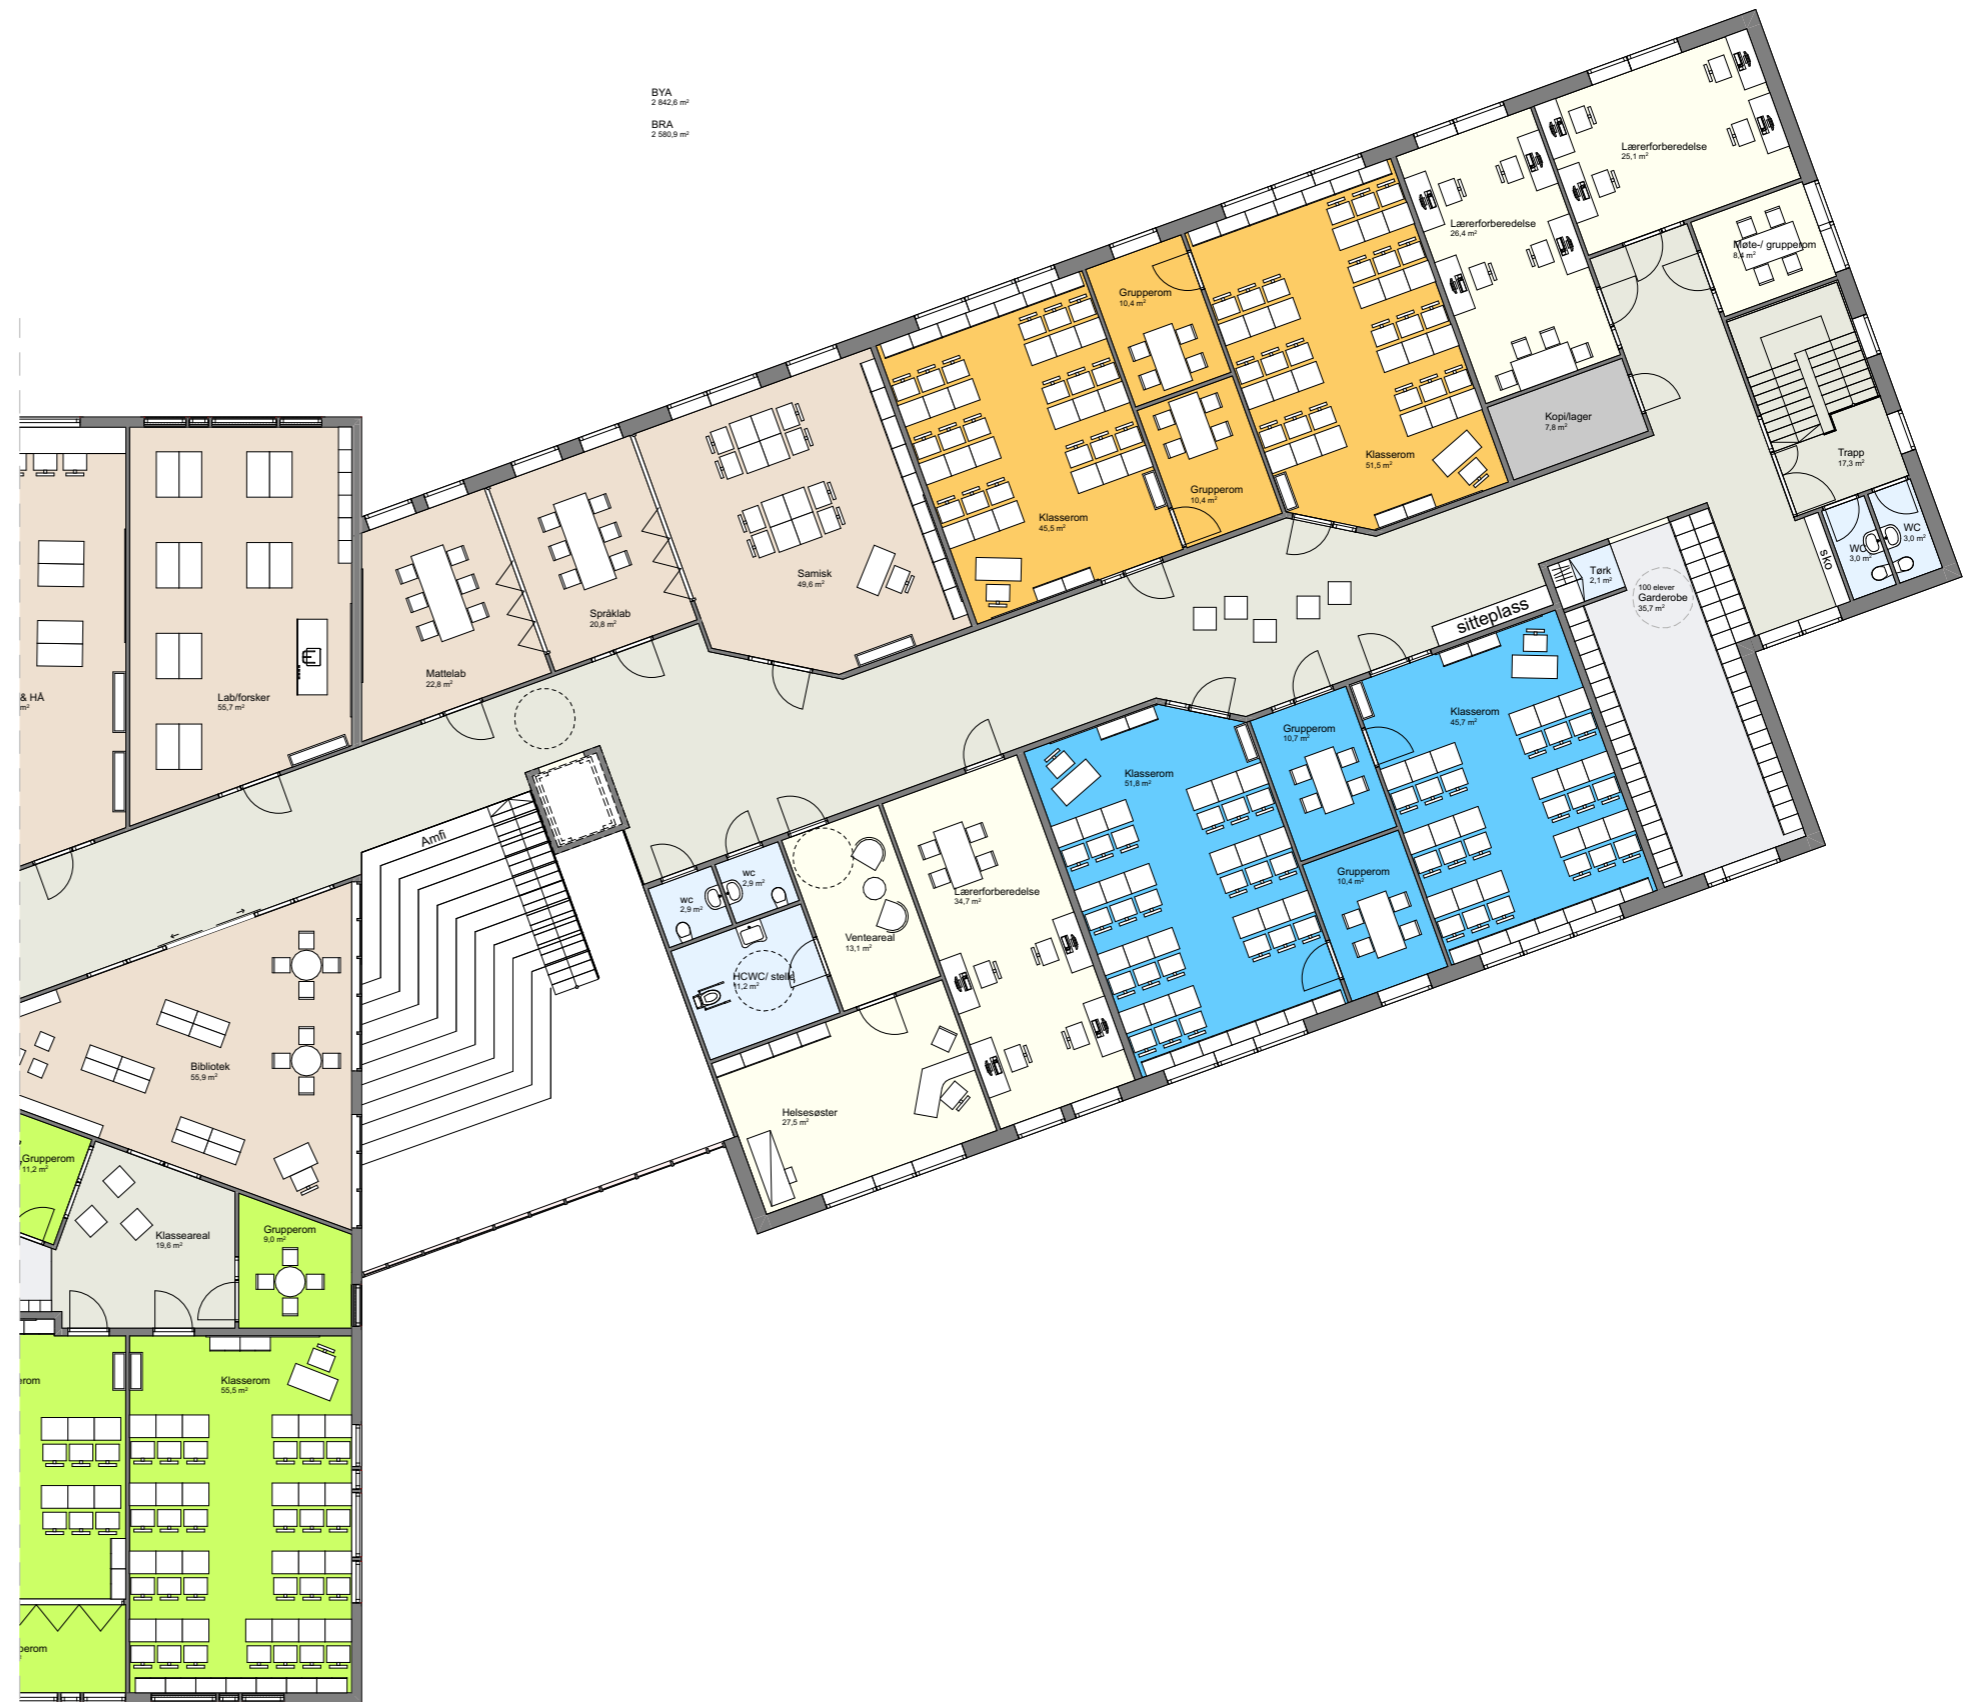 BYA
2 842,6 m²
BRA
2 580,9 m²
Lærerforberedelse
25,1 m²
Lærerforberedelse
26,4 m²
Møte-/ grupperom
8,4 m²
Grupperom
10,4 m²
Kopi/lager
7,8 m²
Klasserom
51,5 m²
Trapp
17,3 m²
Grupperom
10,4 m²
Klasserom
45,5 m²
WC
3,0 m²
WC
3,0 m²
sko
Tørk
2,1 m²
100 elever
Garderobe
35,7 m²
sitteplass
Samisk
49,6 m²
Språklab
20,8 m²
Mattelab
22,8 m²
Lab/forsker
55,7 m²
& HÅ
m²
Klasserom
45,7 m²
Grupperom
10,7 m²
Klasserom
51,8 m²
Amfi
Grupperom
10,4 m²
WC
2,9 m²
WC
2,9 m²
Lærerforberedelse
34,7 m²
Venteareal
13,1 m²
HCWC/ stelle
11,2 m²
Bibliotek
55,9 m²
Helsesøster
27,5 m²
Grupperom
11,2 m²
Klasseareal
19,6 m²
Grupperom
9,0 m²
erom
Klasserom
55,5 m²
perom